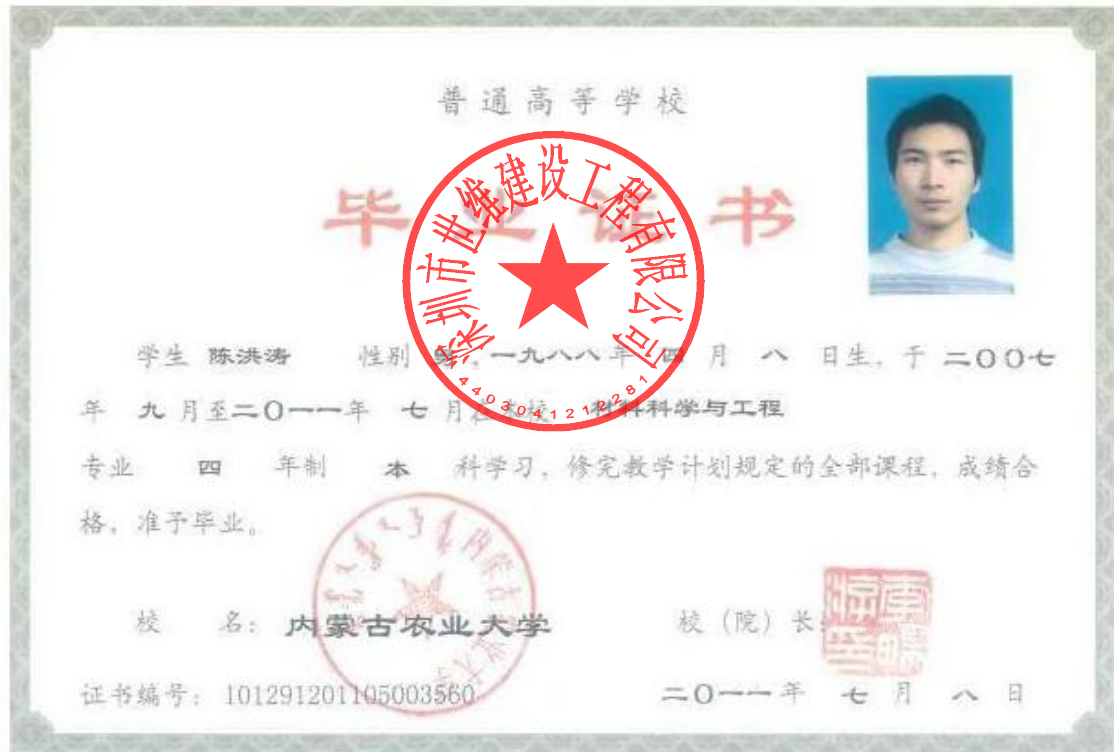 普通高等学校
毕业证书
深圳市世维建设工程有限公司
4403041212281
学生 陈洪涛 性别 男,一九八八年 四 月 八 日生,于 二〇〇七
年 九 月至二〇一一年 七 月在本校 材料科学与工程
专业 四 年制 本 科学习,修完教学计划规定的全部课程,成绩合
格,准予毕业。
校 名: 内蒙古农业大学 校(院)长:
证书编号: 101291201105003560 二〇一一年 七 月 八 日